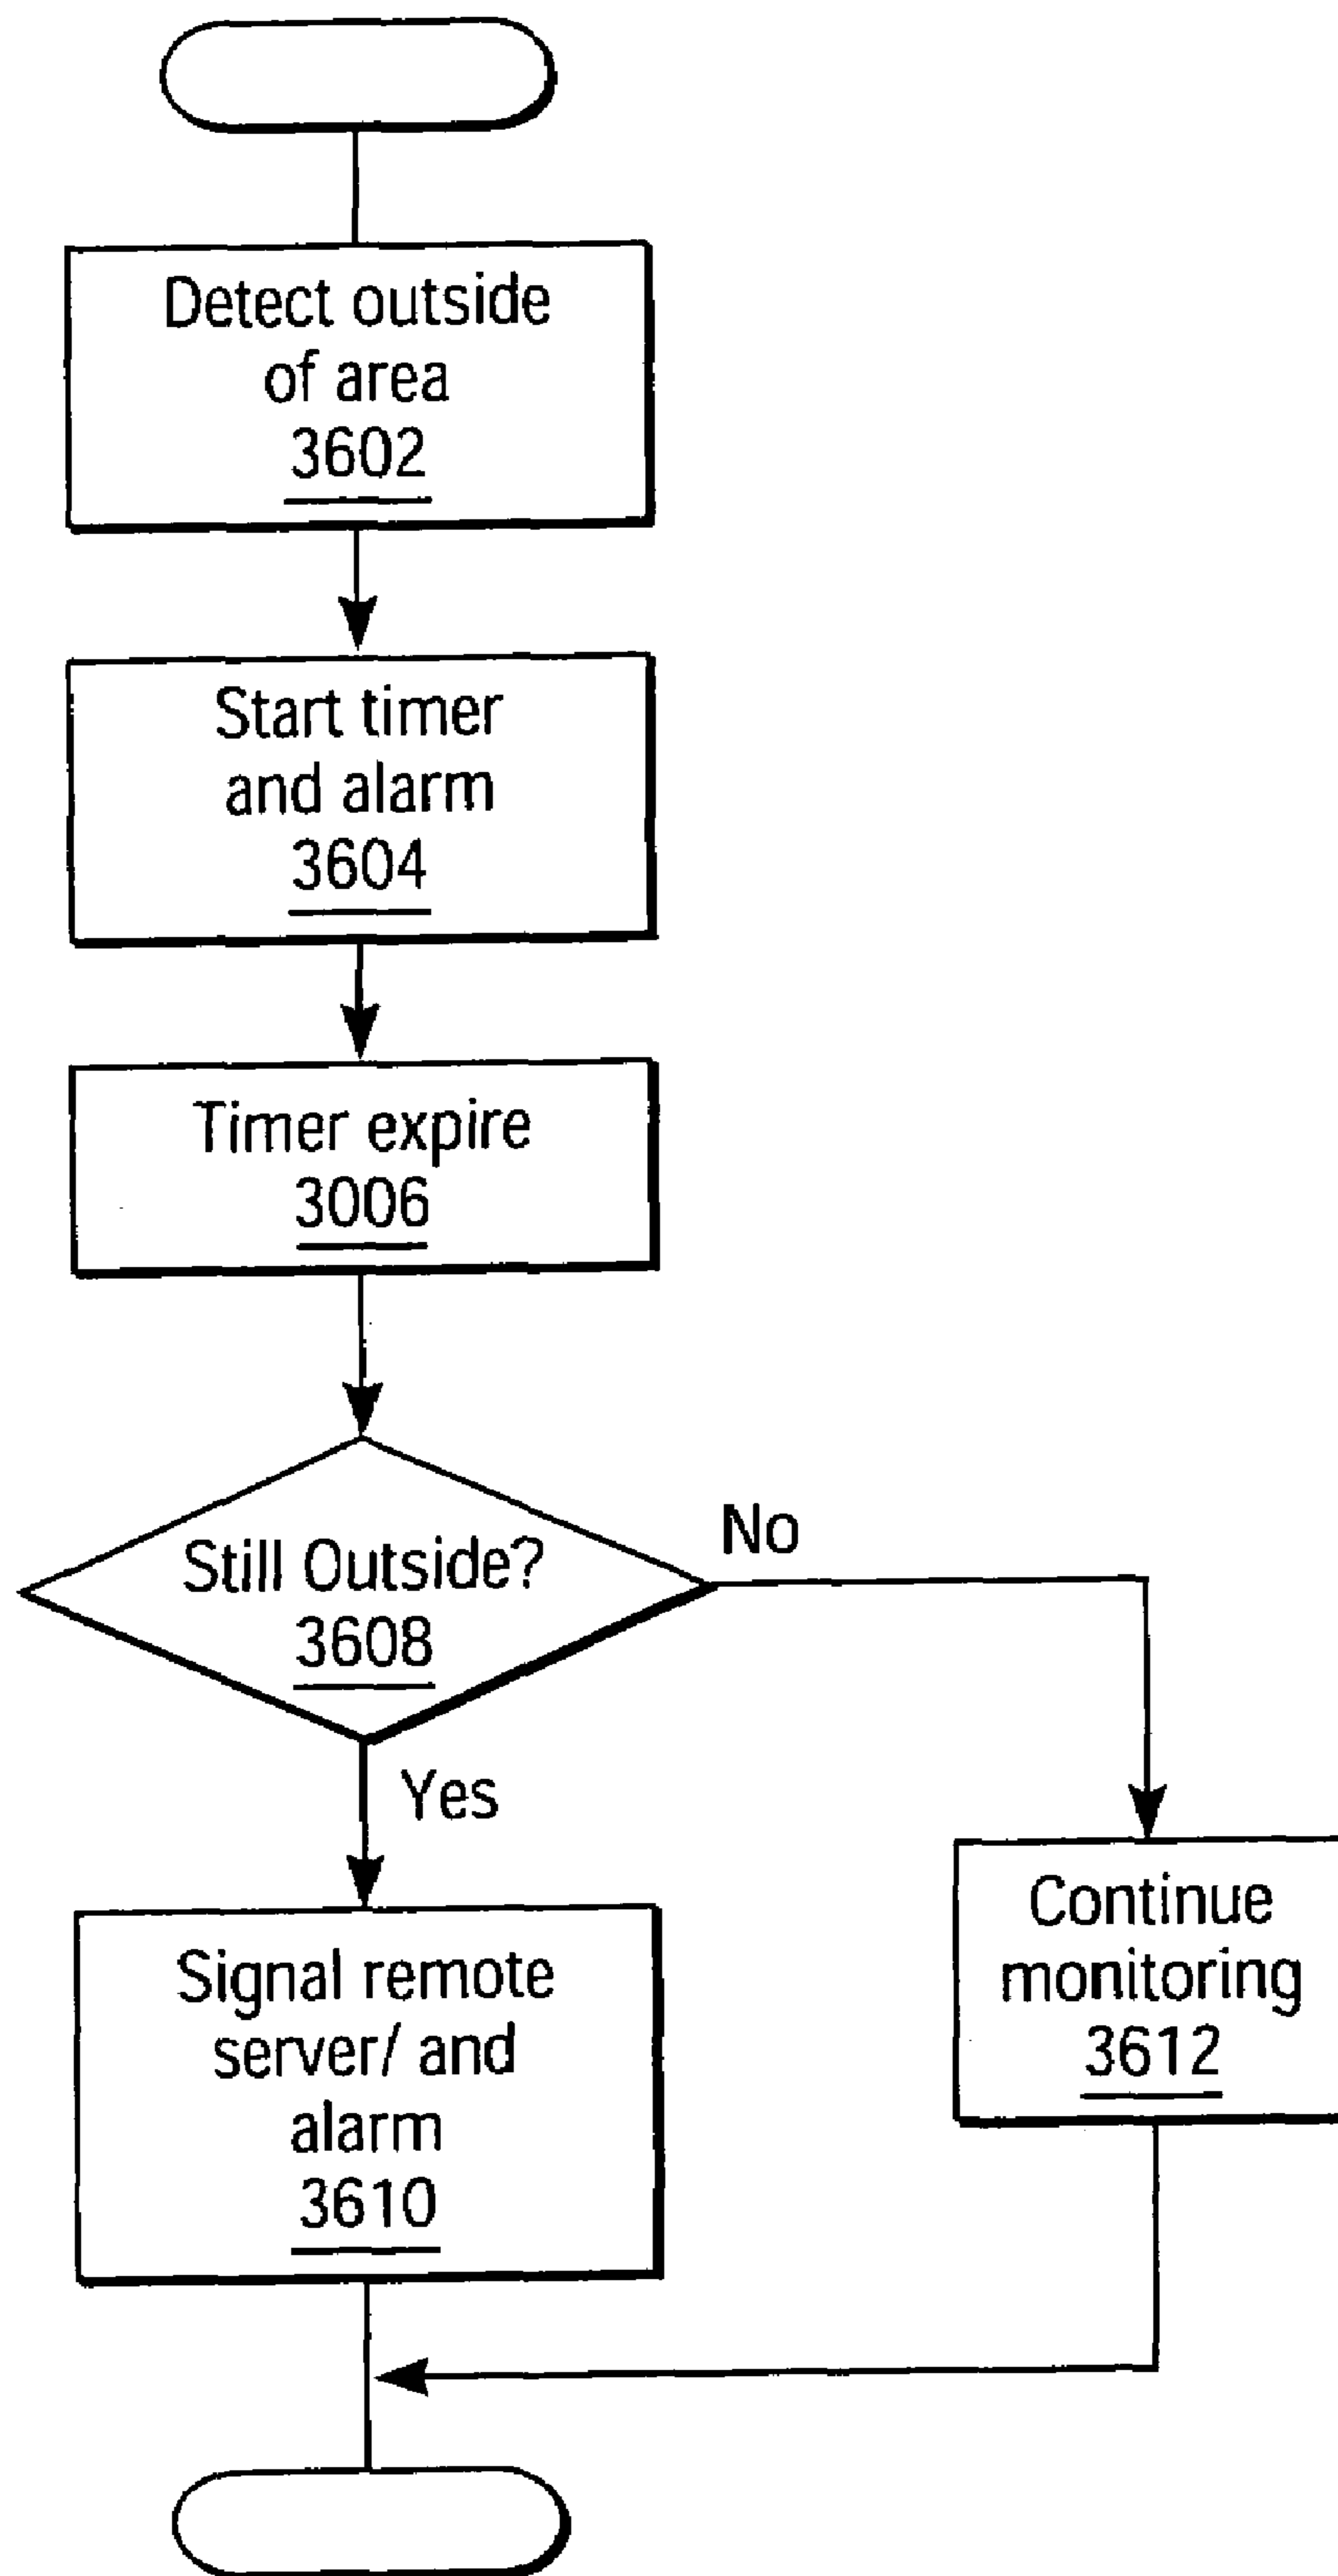 Detect outside
of area
3602
Start timer
and alarm
3604
Timer expire
3006
Still Outside?
3608
No
Yes
Signal remote
server/ and
alarm
3610
Continue
monitoring
3612